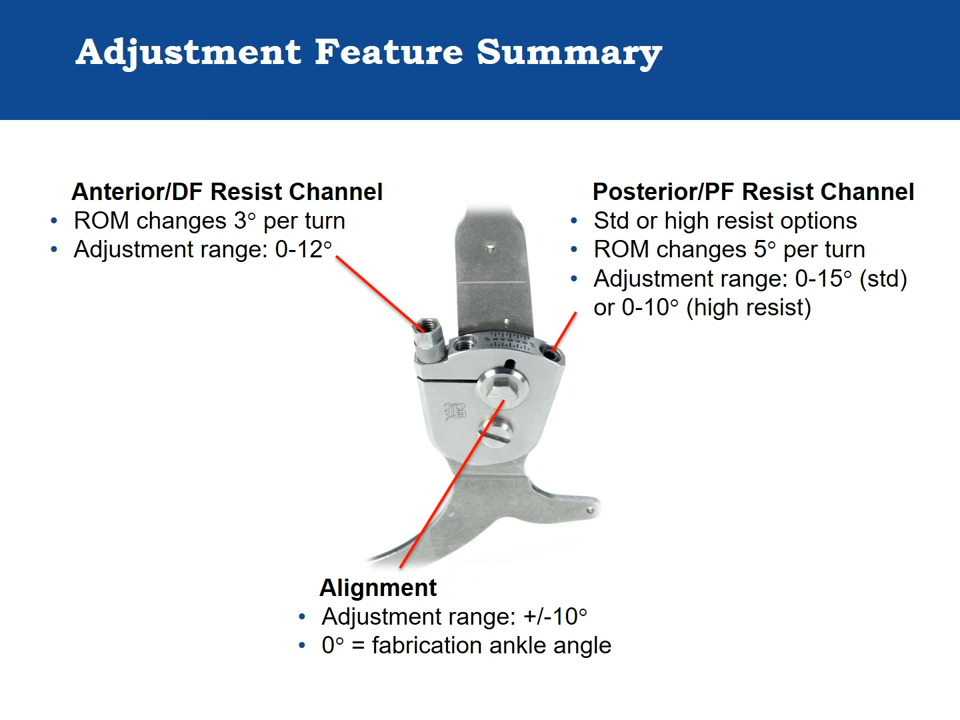 Adjustment Feature Summary
Anterior/DF Resist Channel
• ROM changes 3° per turn
• Adjustment range: 0-12°
Posterior/PF Resist Channel
• Std or high resist options
• ROM changes 5° per turn
• Adjustment range: 0-15° (std)
or 0-10° (high resist)
Alignment
• Adjustment range: +/-10°
• 0° = fabrication ankle angle